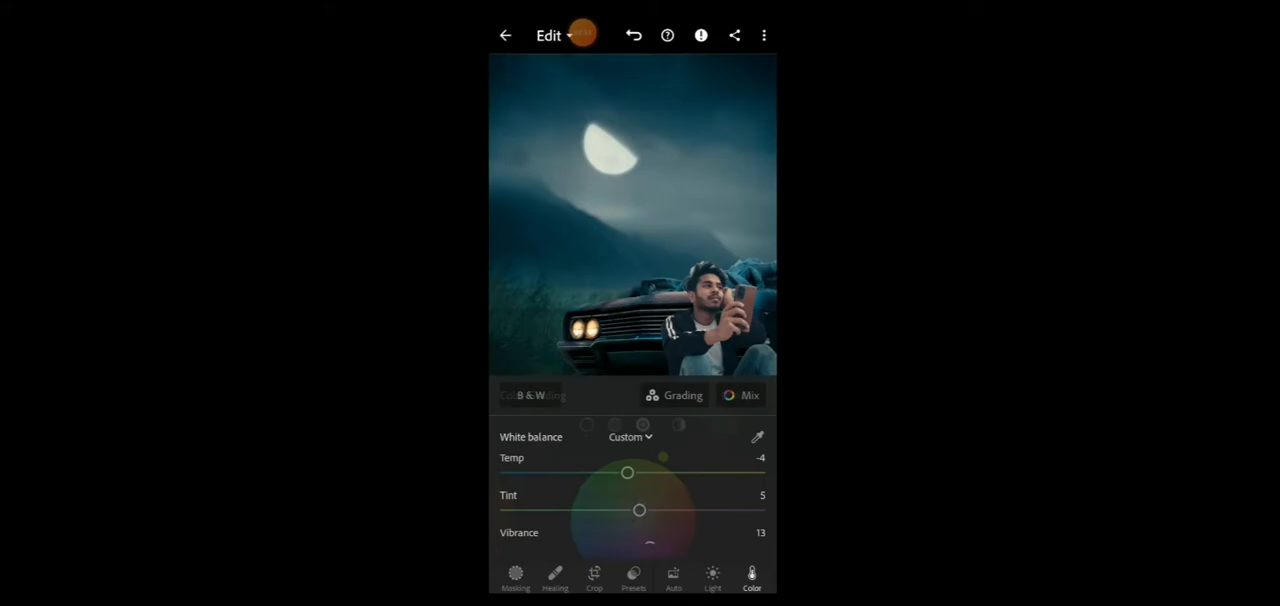 Edit
B & W
Grading
Mix
White balance
Custom
Temp
-4
Tint
5
Vibrance
13
Masking
Healing
Crop
Presets
Auto
Light
Color